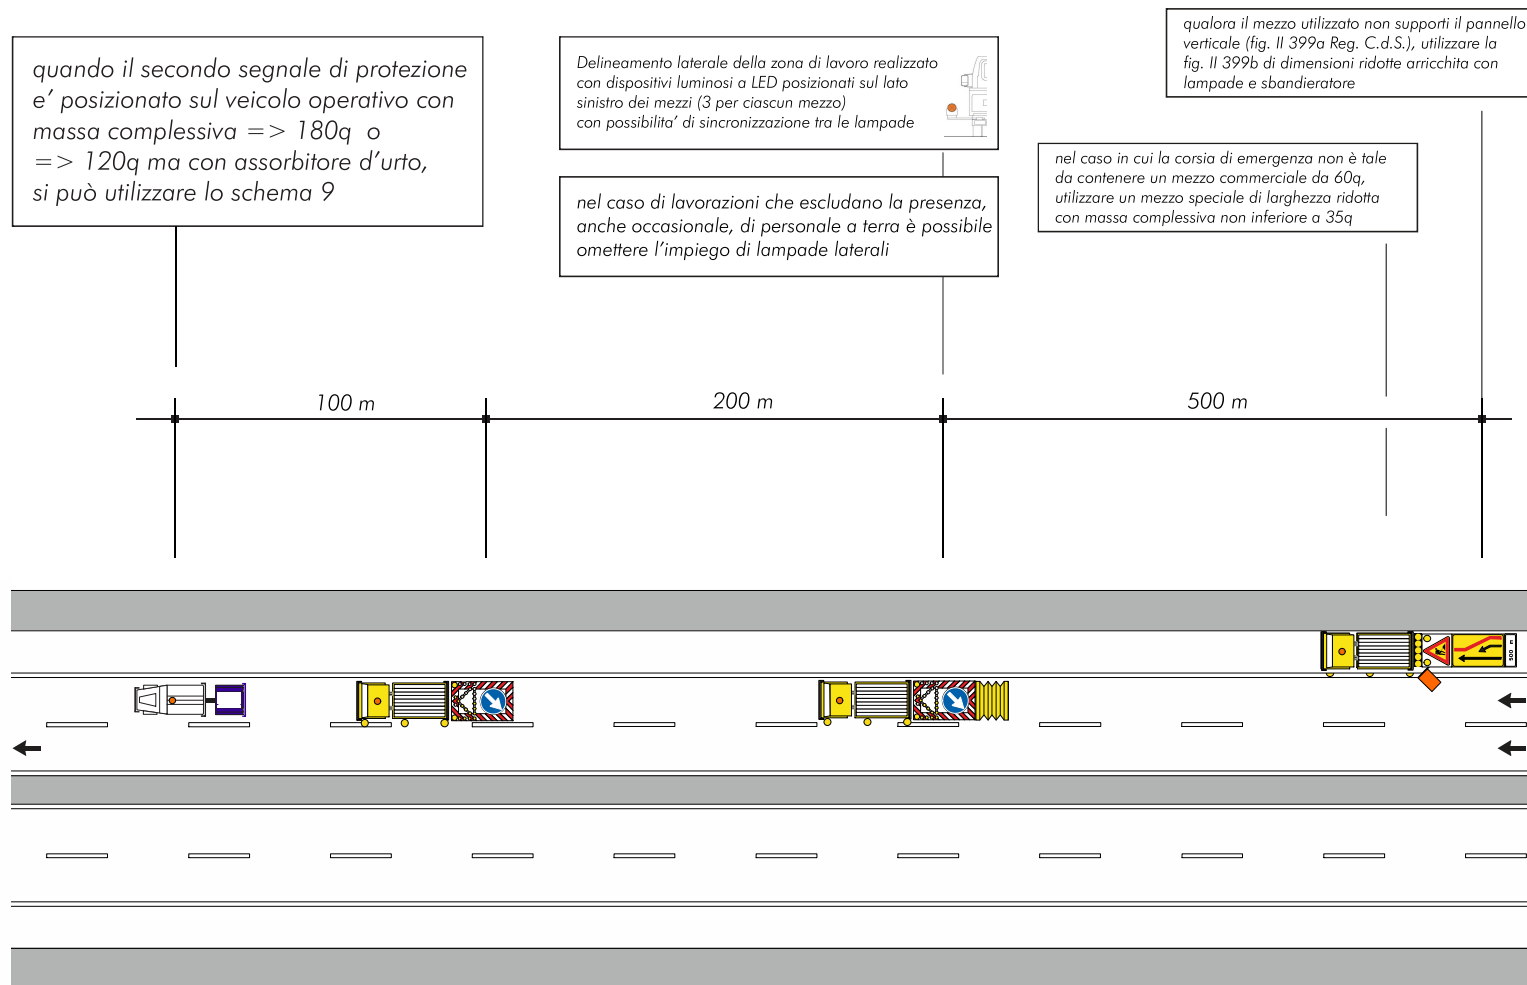 quando il secondo segnale di protezione
e' posizionato sul veicolo operativo con
massa complessiva => 180q o
=> 120q ma con assorbitore d'urto,
si può utilizzare lo schema 9
Delineamento laterale della zona di lavoro realizzato
con dispositivi luminosi a LED posizionati sul lato
sinistro dei mezzi (3 per ciascun mezzo)
con possibilita' di sincronizzazione tra le lampade
nel caso di lavorazioni che escludano la presenza,
anche occasionale, di personale a terra è possibile
omettere l'impiego di lampade laterali
qualora il mezzo utilizzato non supporti il pannello
verticale (fig. II 399a Reg. C.d.S.), utilizzare la
fig. II 399b di dimensioni ridotte arricchita con
lampade e sbandieratore
nel caso in cui la corsia di emergenza non è tale
da contenere un mezzo commerciale da 60q,
utilizzare un mezzo speciale di larghezza ridotta
con massa complessiva non inferiore a 35q
100 m
200 m
500 m
500 m